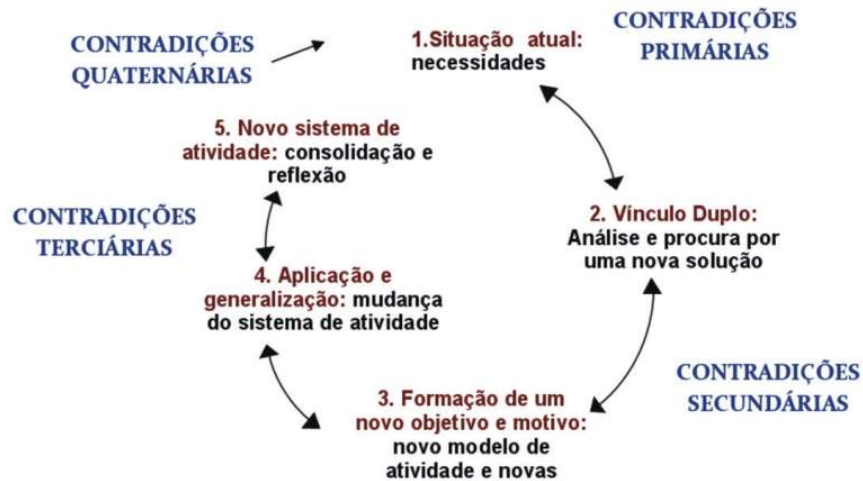 CONTRADIÇÕES
QUATERNÁRIAS
1.Situação atual:
necessidades
CONTRADIÇÕES
PRIMÁRIAS
5. Novo sistema de
atividade: consolidação e
reflexão
CONTRADIÇÕES
TERCIÁRIAS
2. Vínculo Duplo:
Análise e procura por
uma nova solução
4. Aplicação e
generalização: mudança
do sistema de atividade
CONTRADIÇÕES
SECUNDÁRIAS
3. Formação de um
novo objetivo e motivo:
novo modelo de
atividade e novas